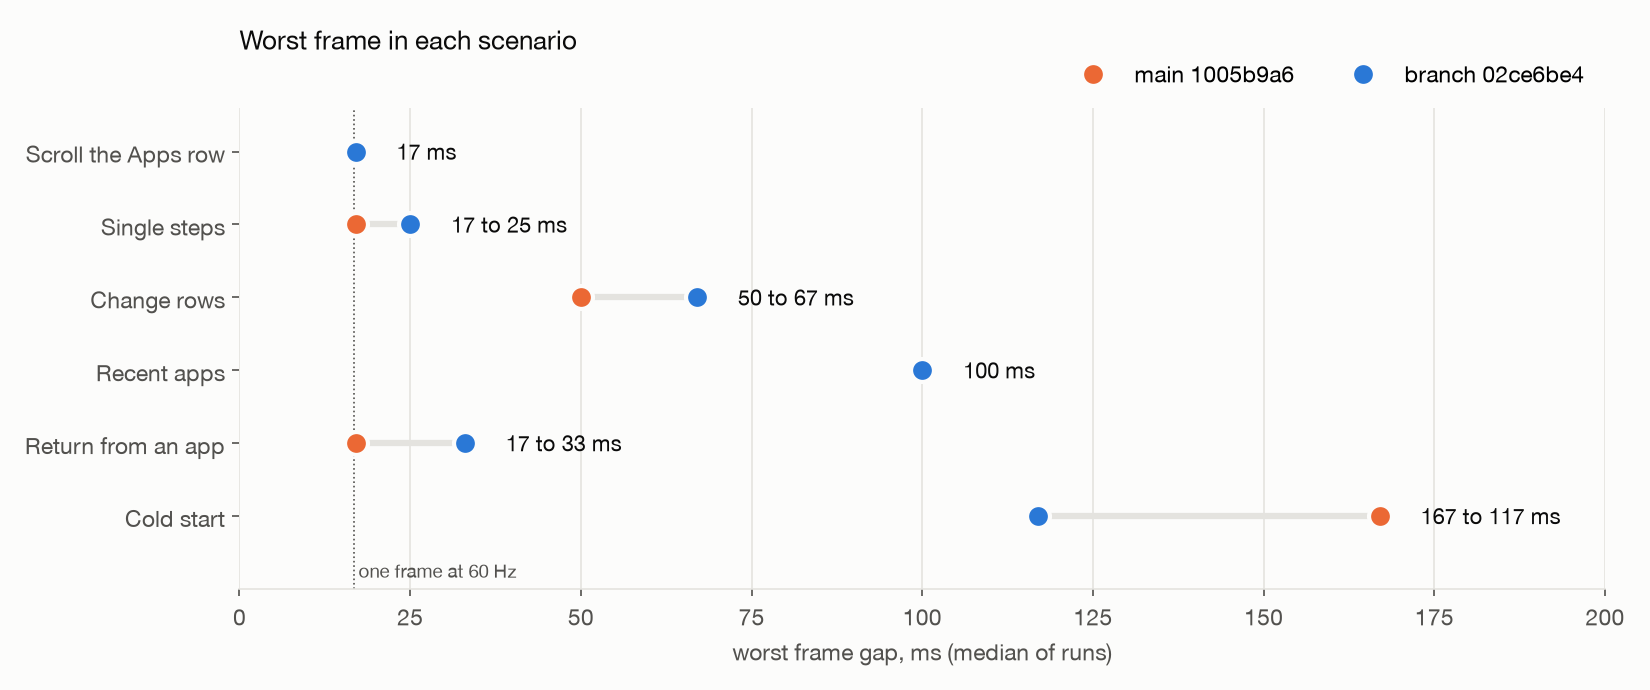 Worst frame in each scenario
main 1005b9a6
branch 02ce6be4
Scroll the Apps row
17 ms
Single steps
17 to 25 ms
Change rows
50 to 67 ms
Recent apps
100 ms
Return from an app
17 to 33 ms
Cold start
167 to 117 ms
one frame at 60 Hz
0 25 50 75 100 125 150 175 200
worst frame gap, ms (median of runs)